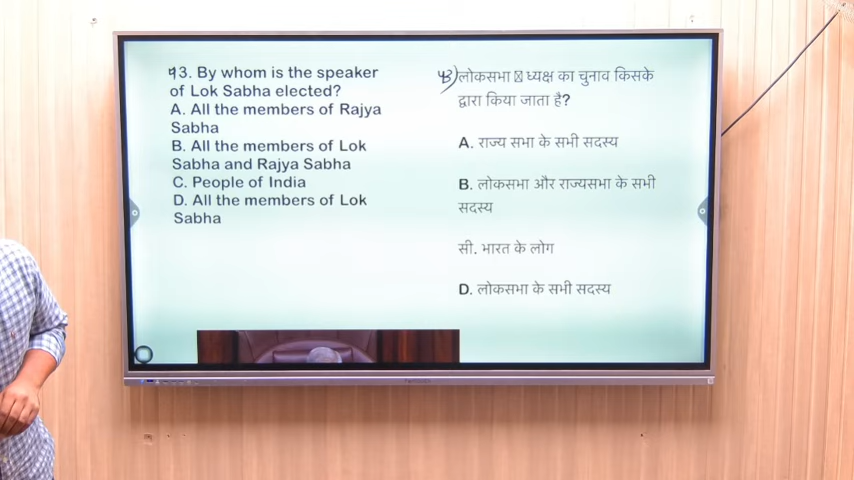 13. By whom is the speaker
of Lok Sabha elected?
A. All the members of Rajya
Sabha
B. All the members of Lok
Sabha and Rajya Sabha
C. People of India
D. All the members of Lok
Sabha
लोकसभा ध्यक्ष का चुनाव किसके
द्वारा किया जाता है?
A. राज्य सभा के सभी सदस्य
B. लोकसभा और राज्यसभा के सभी
सदस्य
सी. भारत के लोग
D. लोकसभा के सभी सदस्य